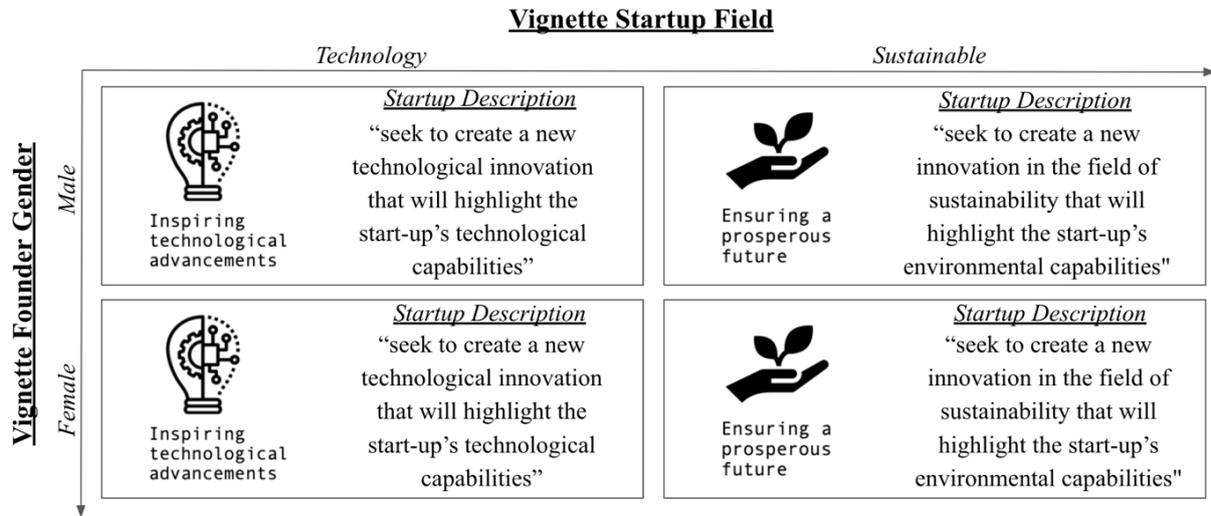 Vignette Startup Field
Technology
Sustainable
Vignette Founder Gender
Male
Startup Description
“seek to create a new
technological innovation
that will highlight the
start-up’s technological
capabilities”
Inspiring
technological
advancements
Startup Description
“seek to create a new
innovation in the field of
sustainability that will
highlight the start-up’s
environmental capabilities"
Ensuring a
prosperous
future
Female
Startup Description
“seek to create a new
technological innovation
that will highlight the
start-up’s technological
capabilities”
Inspiring
technological
advancements
Startup Description
“seek to create a new
innovation in the field of
sustainability that will
highlight the start-up’s
environmental capabilities"
Ensuring a
prosperous
future